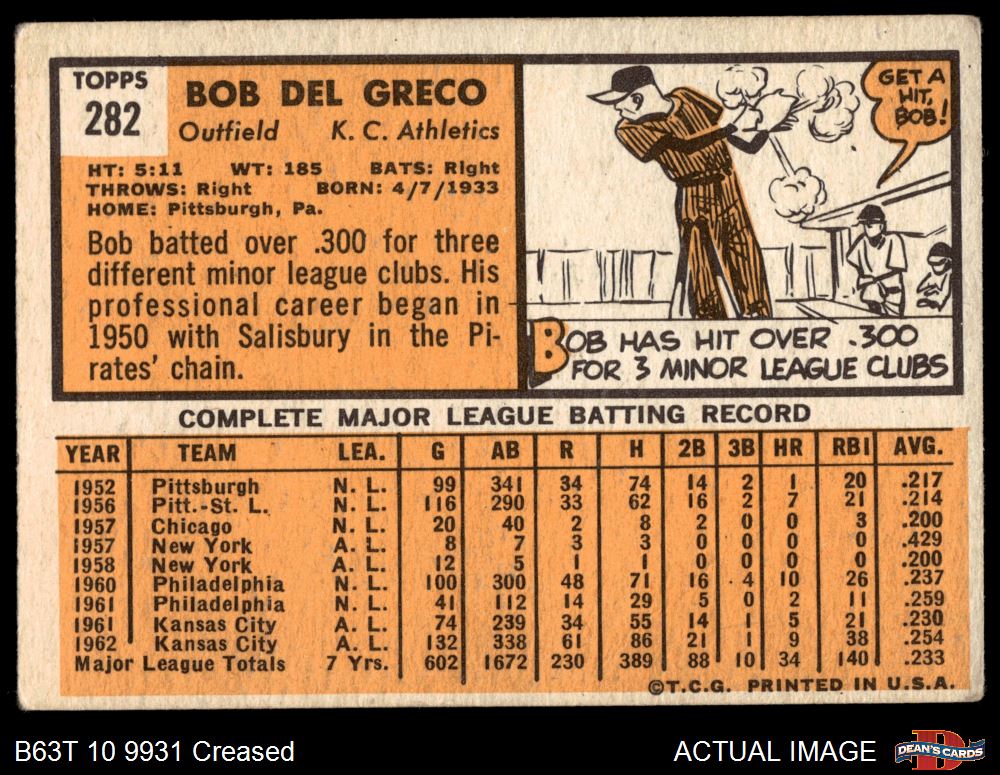 TOPPS
282
BOB DEL GRECO
Outfield K. C. Athletics
HT: 5:11 WT: 185 BATS: Right
THROWS: Right BORN: 4/7/1933
HOME: Pittsburgh, Pa.
Bob batted over .300 for three
different minor league clubs. His
professional career began in
1950 with Salisbury in the Pi-
rates' chain.
GET A
HIT,
BOB!
BOB HAS HIT OVER .300
FOR 3 MINOR LEAGUE CLUBS
COMPLETE MAJOR LEAGUE BATTING RECORD
YEAR TEAM LEA. G AB R H 2B 3B HR RBI AVG.
1952 Pittsburgh N. L. 99 341 34 74 14 2 1 20 .217
1956 Pitt.-St. L. N. L. 116 290 33 62 16 2 7 21 .214
1957 Chicago N. L. 20 40 2 8 2 0 0 3 .200
1957 New York A. L. 8 7 3 3 0 0 0 0 .429
1958 New York A. L. 12 5 1 1 0 0 0 0 .200
1960 Philadelphia N. L. 100 300 48 71 16 4 10 26 .237
1961 Philadelphia N. L. 41 112 14 29 5 0 2 11 .259
1961 Kansas City A. L. 74 239 34 55 14 1 5 21 .230
1962 Kansas City A. L. 132 338 61 86 21 1 9 38 .254
Major League Totals 7 Yrs. 602 1672 230 389 88 10 34 140 .233
©T.C.G. PRINTED IN U.S.A.
B63T 10 9931 Creased
ACTUAL IMAGE
D
DEAN'S CARDS